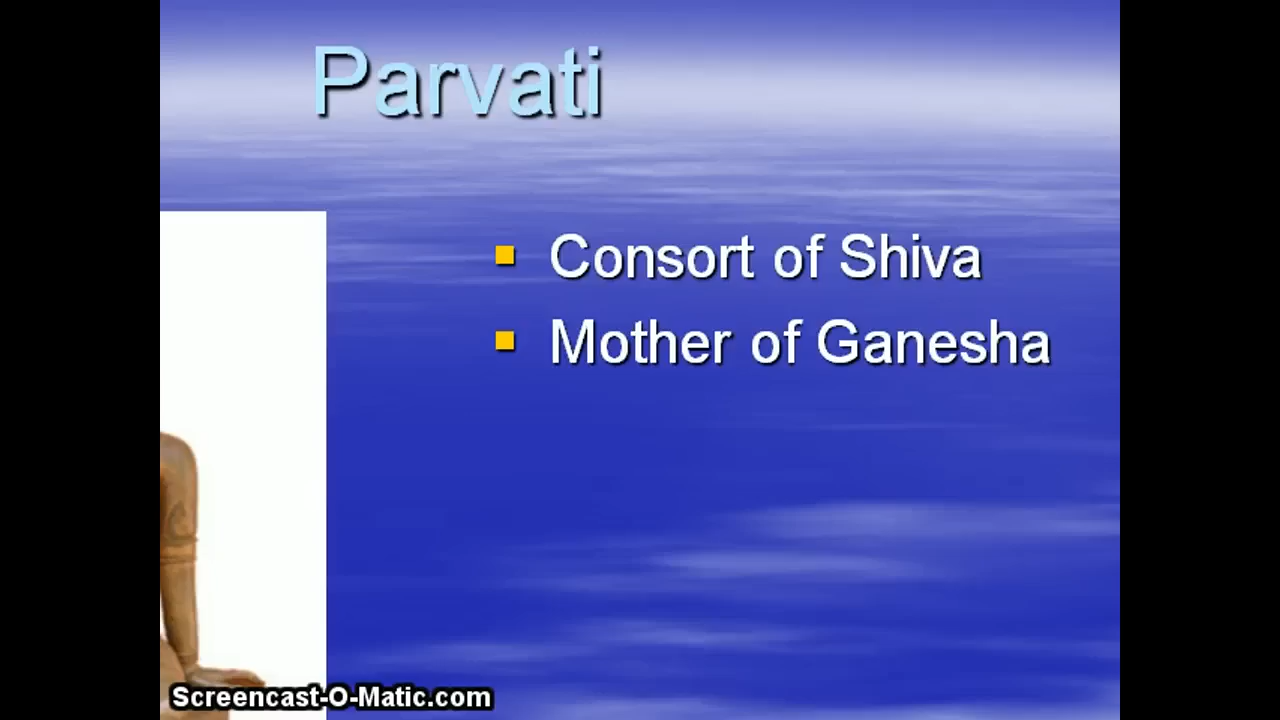 Parvati
Consort of Shiva
Mother of Ganesha
Screencast-O-Matic.com